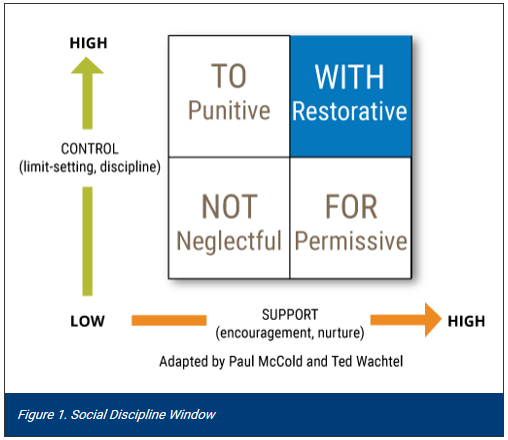 HIGH
TO
Punitive
WITH
Restorative
CONTROL
(limit-setting, discipline)
NOT
Neglectful
FOR
Permissive
LOW
SUPPORT
(encouragement, nurture)
HIGH
Adapted by Paul McCold and Ted Wachtel
Figure 1. Social Discipline Window